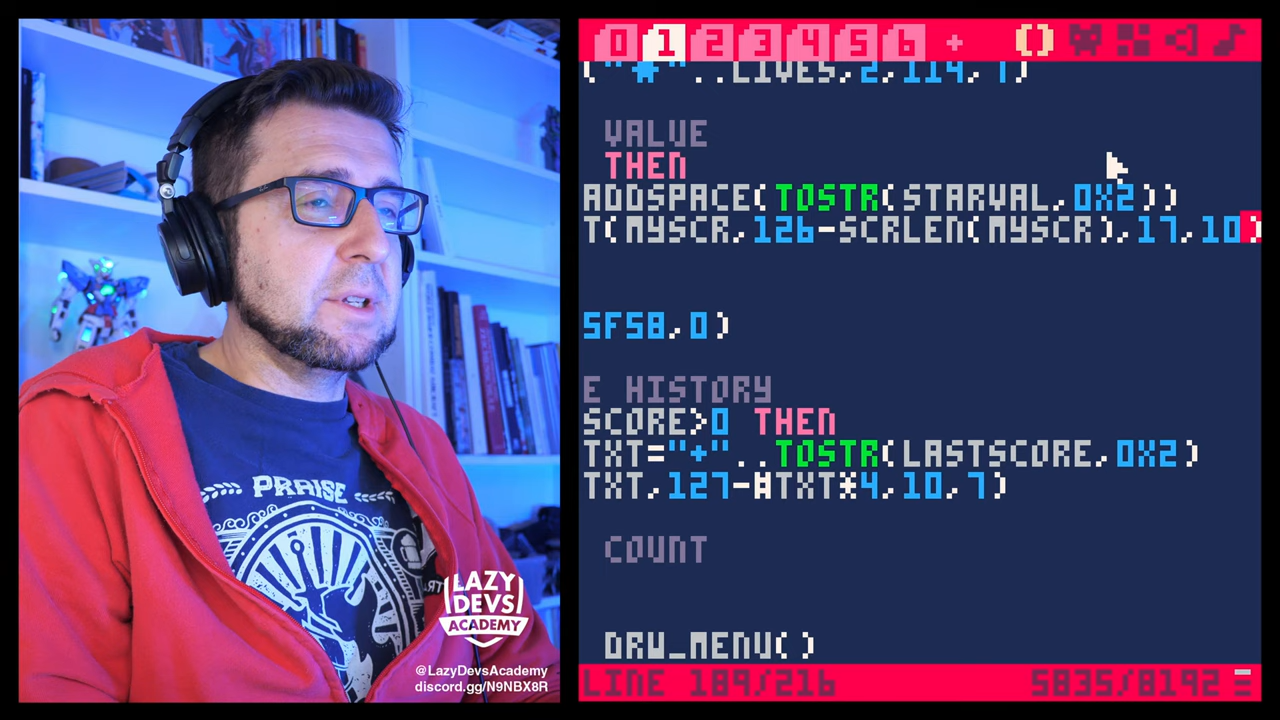 PRAISE
LAZY
DEVS
ACADEMY
@LazyDevsAcademy
discord.gg/N9NBX8R
0 1 2 3 4 5 6 + ()
("*"..LIVES,2,114,7)
VALUE
THEN
ADDSPACE(TOSTR(STARVAL,0X2))
T(MYSCR,126-SCRLEN(MYSCR),17,10)
5F58,0)
E HISTORY
SCORE>0 THEN
TXT="+"..TOSTR(LASTSCORE,0X2)
TXT,127-#TXT*4,10,7)
COUNT
DRW_MENU()
LINE 189/216
5835/8192